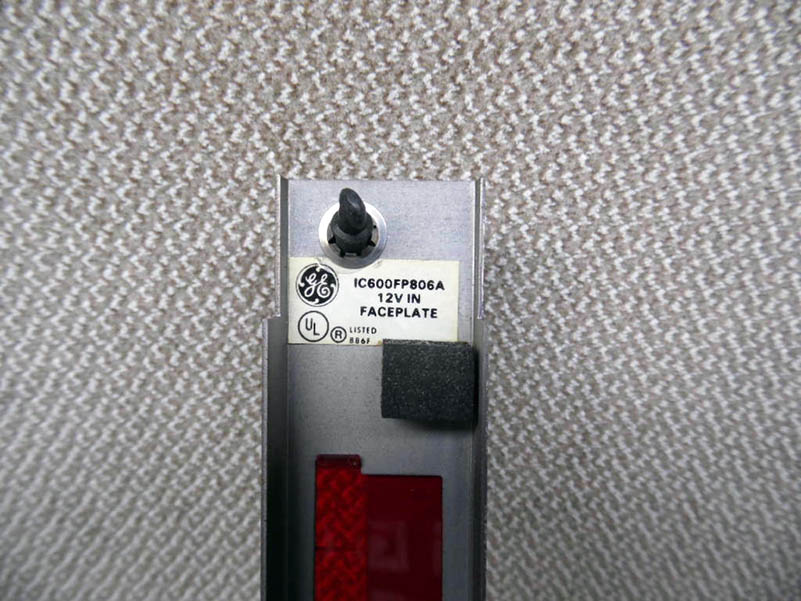 GE
IC600FP806A
12V IN
FACEPLATE
UL ® LISTED
886F